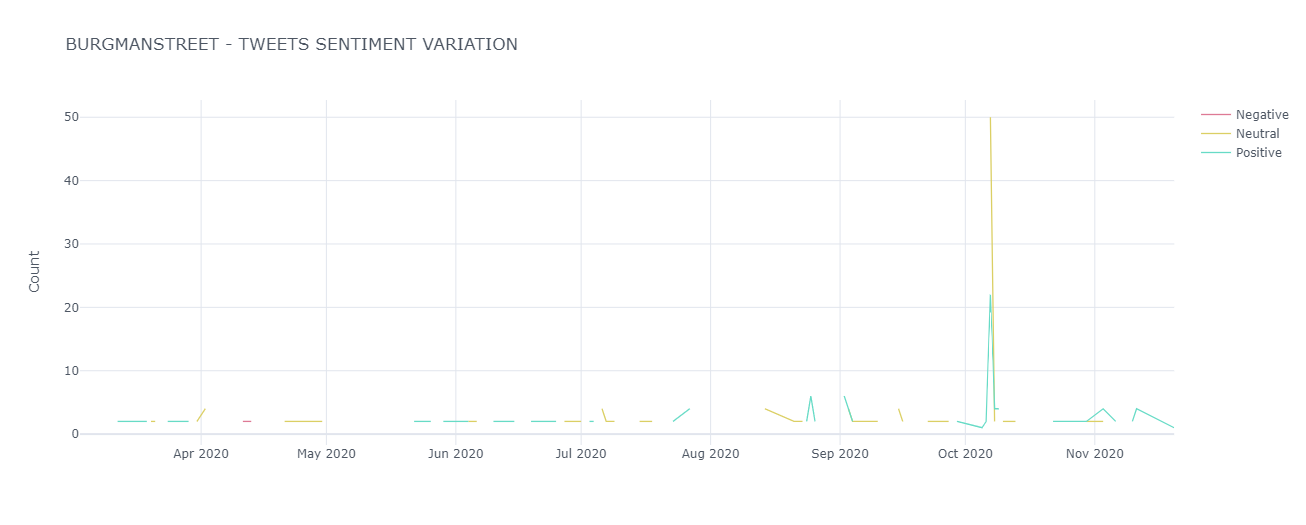 BURGMANSTREET - TWEETS SENTIMENT VARIATION
Count
50
40
30
20
10
0
Apr 2020
May 2020
Jun 2020
Jul 2020
Aug 2020
Sep 2020
Oct 2020
Nov 2020
Negative
Neutral
Positive